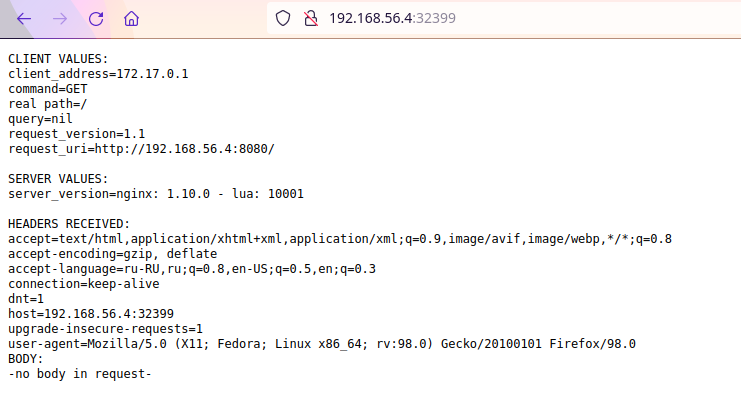 192.168.56.4:32399
CLIENT VALUES:
client_address=172.17.0.1
command=GET
real path=/
query=nil
request_version=1.1
request_uri=http://192.168.56.4:8080/
SERVER VALUES:
server_version=nginx: 1.10.0 - lua: 10001
HEADERS RECEIVED:
accept=text/html,application/xhtml+xml,application/xml;q=0.9,image/avif,image/webp,*/*;q=0.8
accept-encoding=gzip, deflate
accept-language=ru-RU,ru;q=0.8,en-US;q=0.5,en;q=0.3
connection=keep-alive
dnt=1
host=192.168.56.4:32399
upgrade-insecure-requests=1
user-agent=Mozilla/5.0 (X11; Fedora; Linux x86_64; rv:98.0) Gecko/20100101 Firefox/98.0
BODY:
-no body in request-